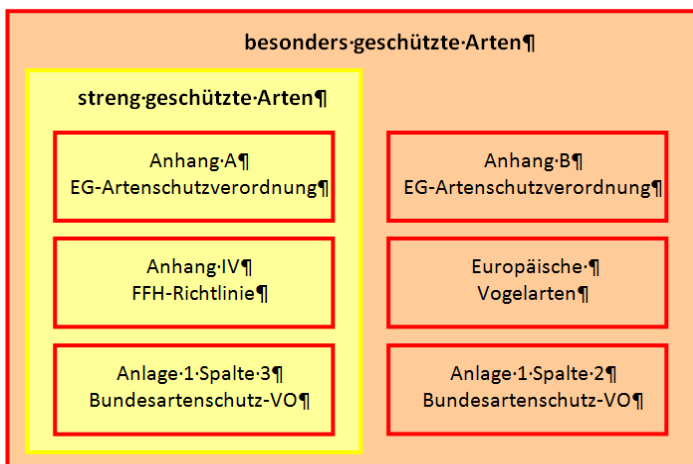 besonders·geschützte·Arten¶
streng·geschützte·Arten¶
Anhang·A¶
EG-Artenschutzverordnung¶
Anhang·B¶
EG-Artenschutzverordnung¶
Anhang·IV¶
FFH-Richtlinie¶
Europäische·¶
Vogelarten¶
Anlage·1·Spalte·3¶
Bundesartenschutz-VO¶
Anlage·1·Spalte·2¶
Bundesartenschutz-VO¶